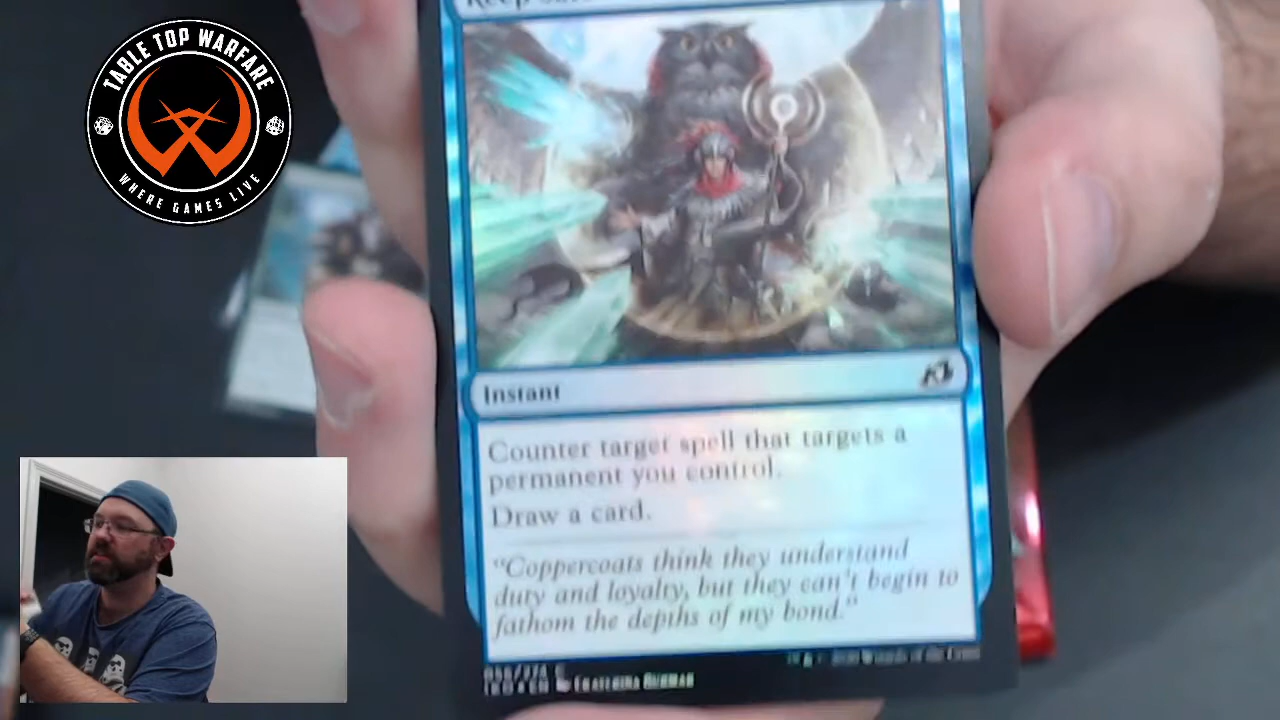 TABLE TOP WARFARE
WHERE GAMES LIVE
Keep
Instant
Counter target spell that targets a
permanent you control.
Draw a card.
"Coppercoats think they understand
duty and loyalty, but they can't begin to
fathom the depths of my bond."